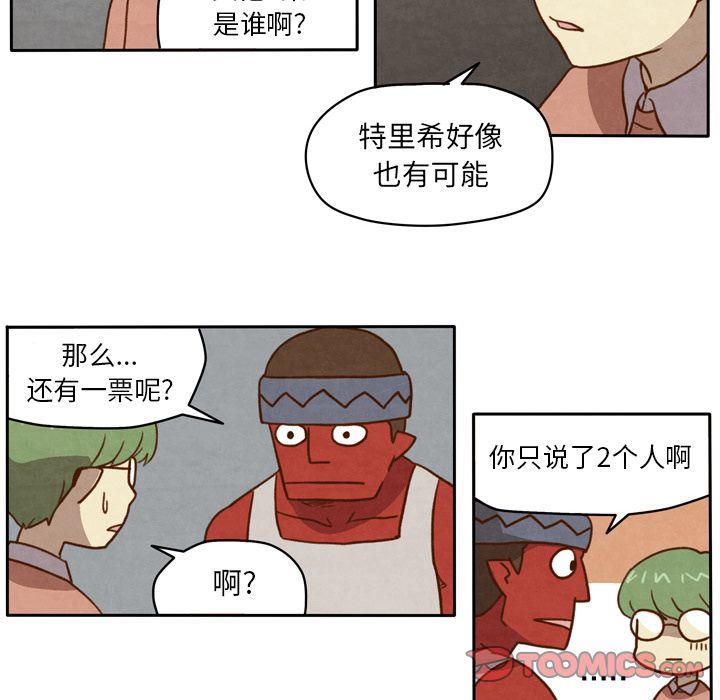 是谁啊?
特里希好像
也有可能
那么...
还有一票呢?
啊?
你只说了2个人啊
......
TOOMICS.COM